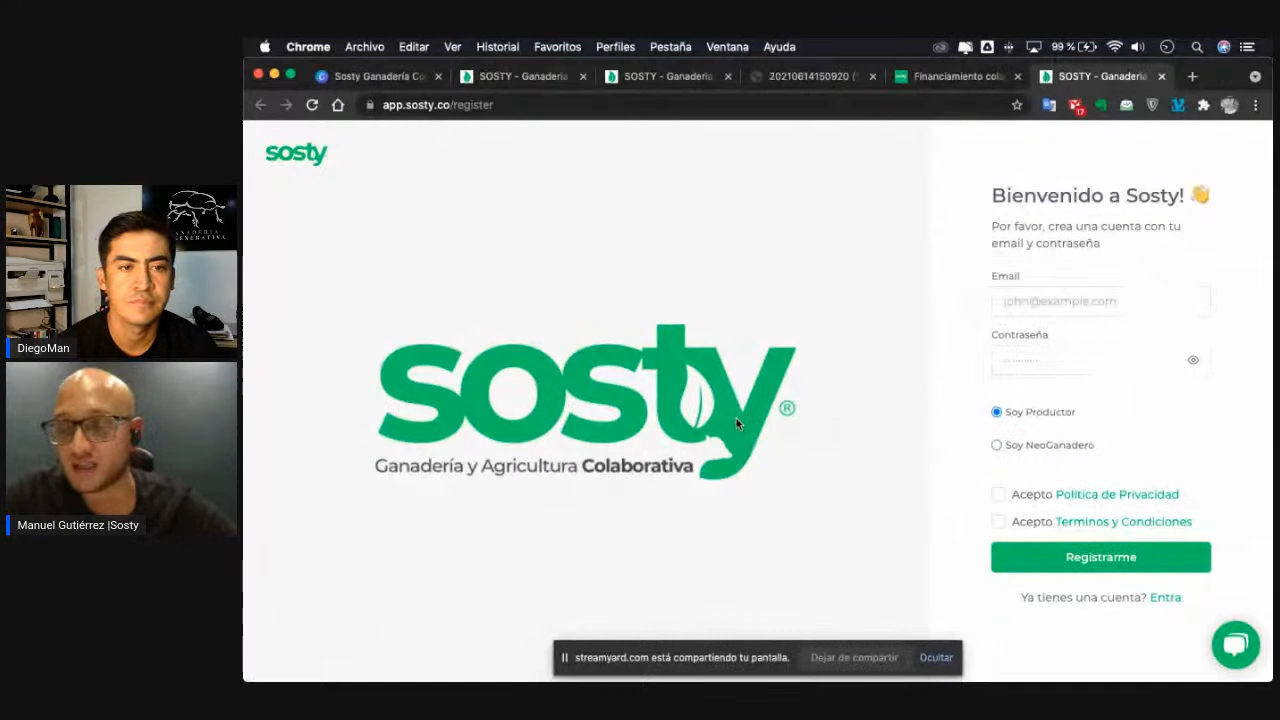 Chrome Archivo Editar Ver Historial Favoritos Perfiles Pestaña Ventana Ayuda
99 %
Sosty Ganadería Co
SOSTY - Ganadería
SOSTY - Ganadería
20210614150920
Financiamiento col
SOSTY - Ganadería
app.sosty.co/register
17
sosty
Bienvenido a Sosty! 👋
Por favor, crea una cuenta con tu
email y contraseña
Email
john@example.com
Contraseña
sosty®
Ganadería y Agricultura Colaborativa
Soy Productor
Soy NeoGanadero
Acepto Politica de Privacidad
Acepto Terminos y Condiciones
Registrarme
Ya tienes una cuenta? Entra
streamyard.com está compartiendo tu pantalla. Dejar de compartir Ocultar
DiegoMan
Manuel Gutiérrez |Sosty